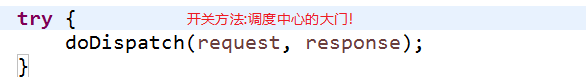 try { 开关方法:调度中心的大门!
doDispatch(request, response);
}